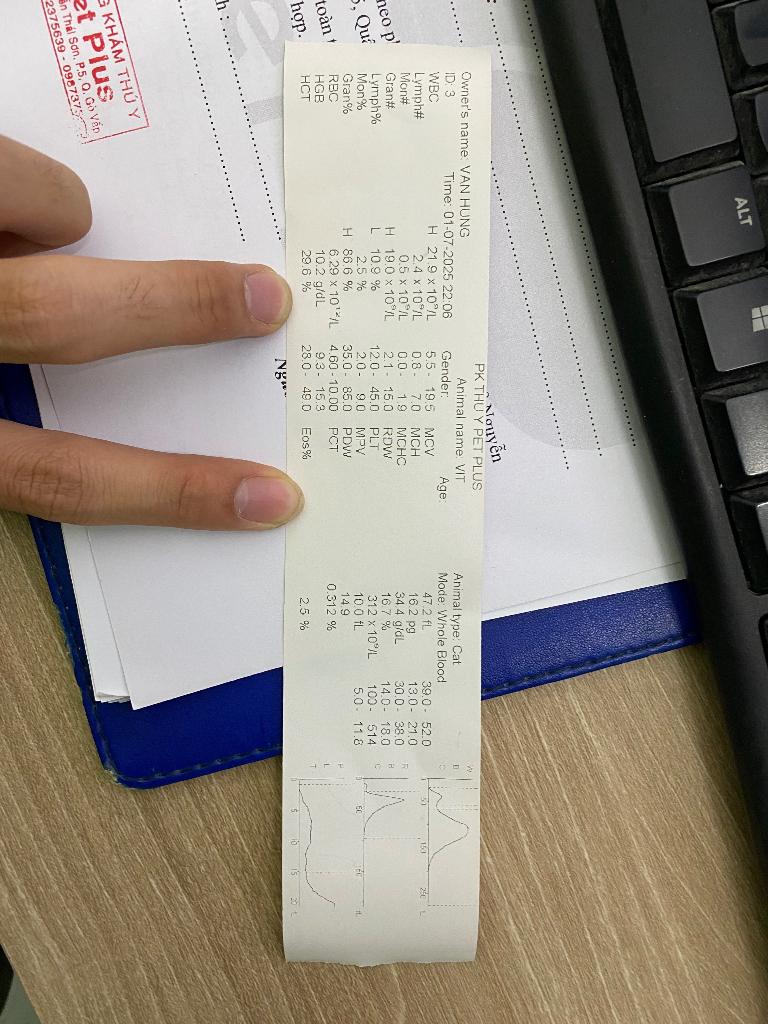 PK THU Y PET PLUS
Owner's name: VAN HUNG Animal name: VIT Animal type: Cat
ID: 3 Time: 01-07-2025 22:06 Gender: Age: Mode: Whole Blood
WBC H 21.9 x 10⁹/L 5.5 - 19.5 MCV 47.2 fL 39.0 - 52.0
Lymph# 2.4 x 10⁹/L 0.8 - 7.0 MCH 16.2 pg 13.0 - 21.0
Mon# 0.5 x 10⁹/L 0.0 - 1.9 MCHC 34.4 g/dL 30.0 - 38.0
Gran# H 19.0 x 10⁹/L 2.1 - 15.0 RDW 16.7 % 14.0 - 18.0
Lymph% L 10.9 % 12.0 - 45.0 PLT 312 x 10⁹/L 100 - 514
Mon% 2.5 % 2.0 - 9.0 MPV 10.0 fL 5.0 - 11.8
Gran% H 86.6 % 35.0 - 85.0 PDW 14.9
RBC 6.29 x 10¹²/L 4.60 - 10.00 PCT 0.312 %
HGB 10.2 g/dL 9.3 - 15.3
HCT 29.6 % 28.0 - 49.0 Eos% 2.5 %
W
B
C
50 150 250 fL
R
B
C
60 160 fL
P
L
T
5 10 15 20 fL
KHÁM THÚ Y
et Plus
Thái Sơn, P5, Q. Gò Vấp
2375639 - 09873
Nguyễn
ALT